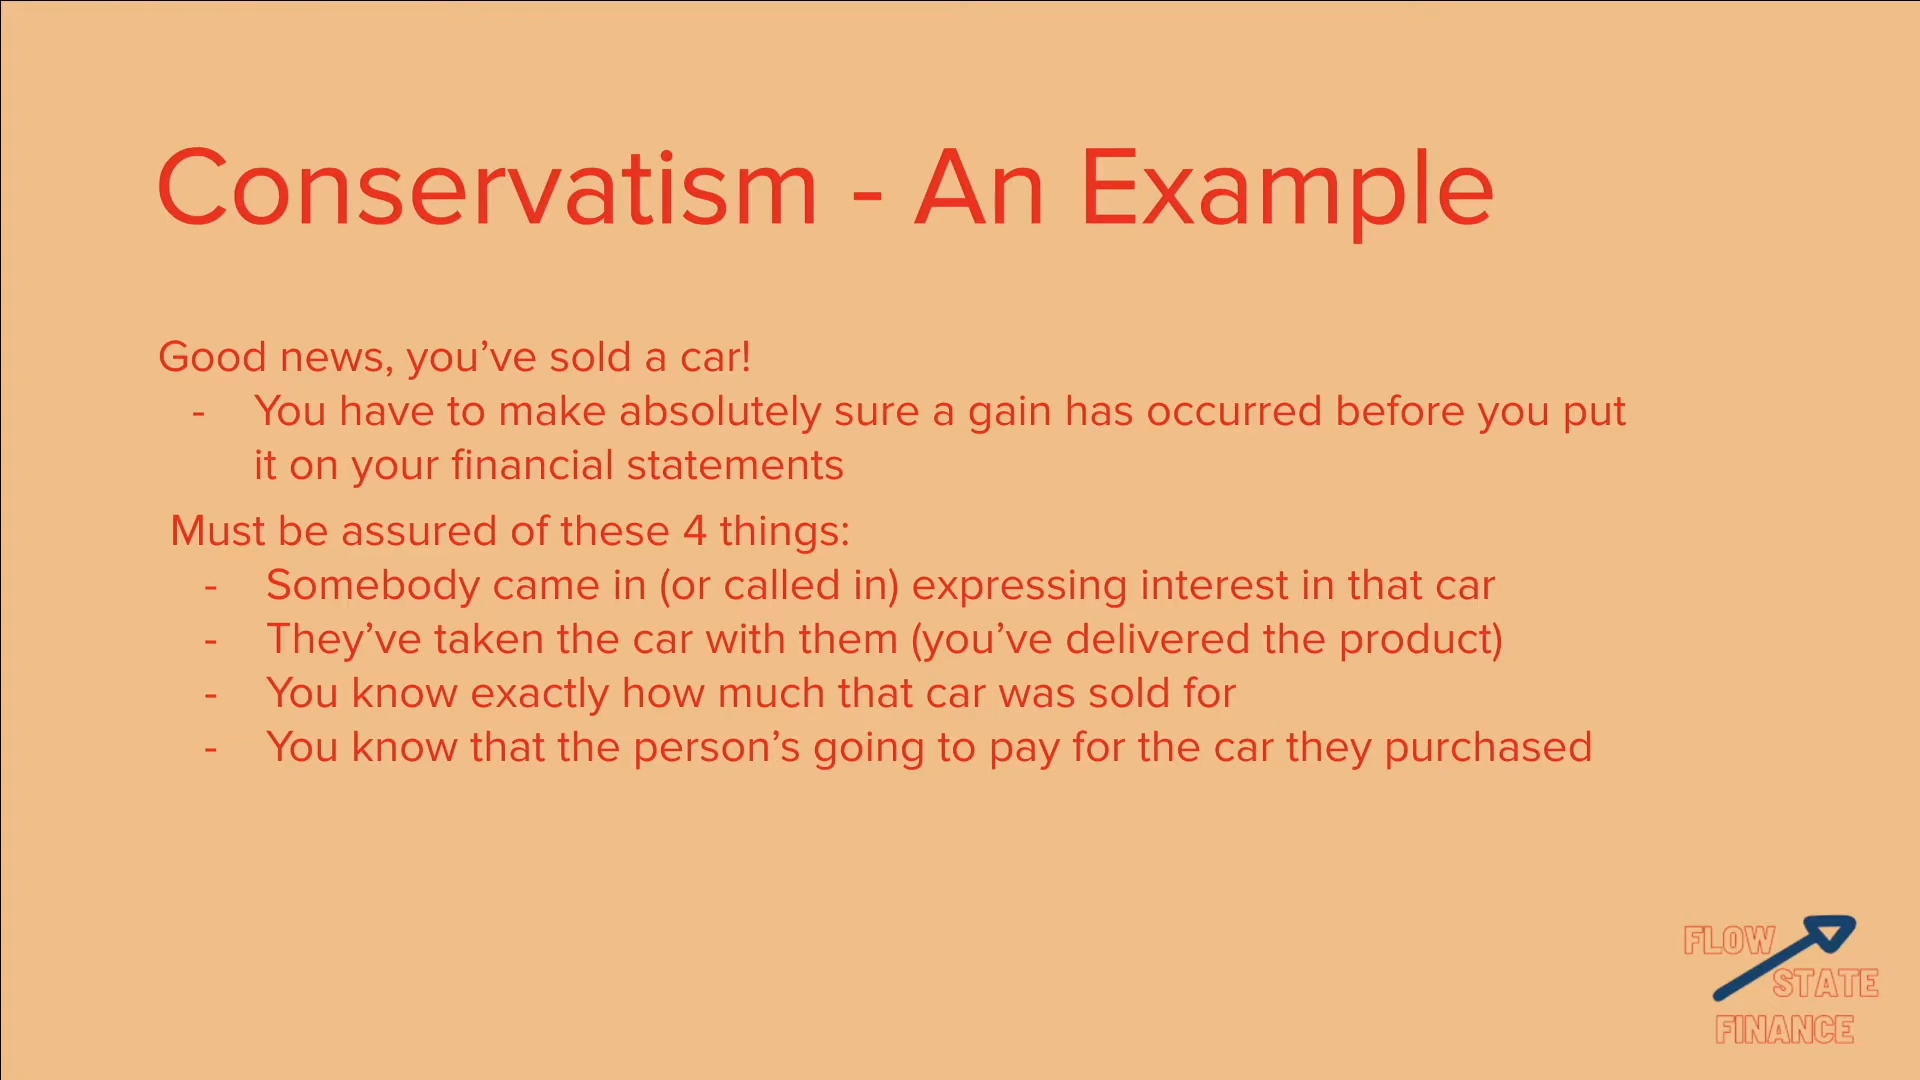 Conservatism - An Example
Good news, you’ve sold a car!
- You have to make absolutely sure a gain has occurred before you put
it on your financial statements
Must be assured of these 4 things:
- Somebody came in (or called in) expressing interest in that car
- They’ve taken the car with them (you’ve delivered the product)
- You know exactly how much that car was sold for
- You know that the person’s going to pay for the car they purchased
FLOW
STATE
FINANCE